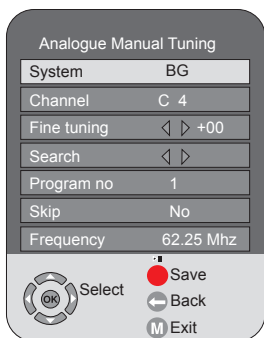 Analogue Manual Tuning
System BG
Channel C 4
Fine tuning +00
Search
Program no 1
Skip No
Frequency 62.25 Mhz
Save
OK Select
Back
M Exit